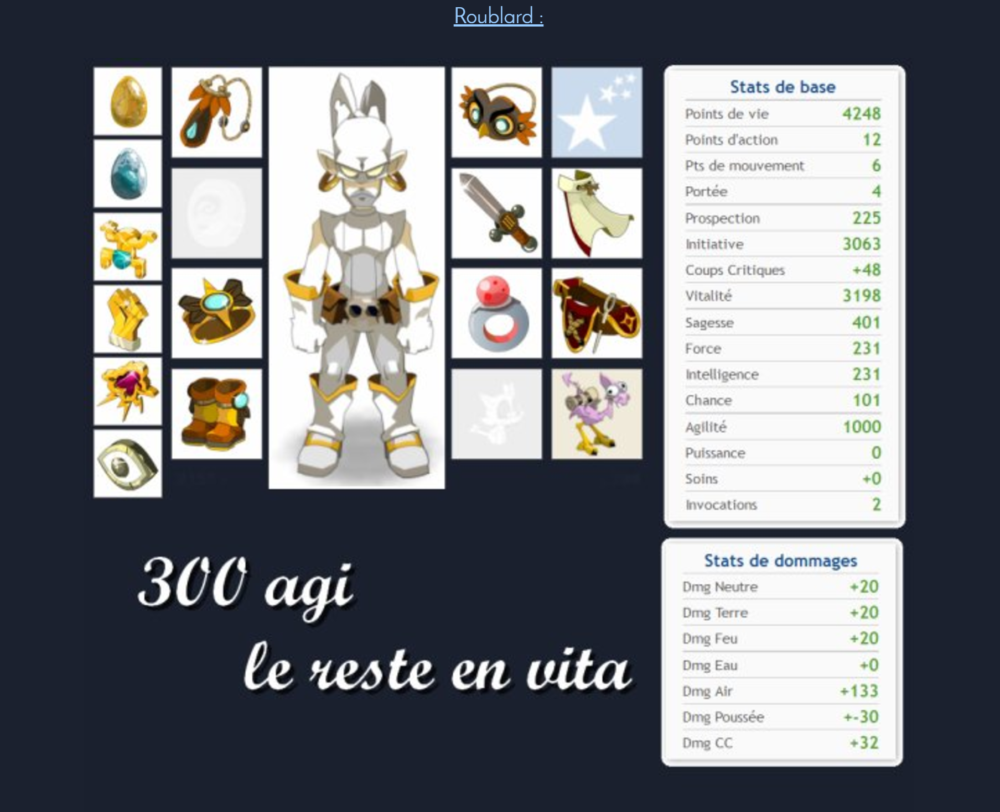 Roublard :
Stats de base
Points de vie 4248
Points d'action 12
Pts de mouvement 6
Portée 4
Prospection 225
Initiative 3063
Coups Critiques +48
Vitalité 3198
Sagesse 401
Force 231
Intelligence 231
Chance 101
Agilité 1000
Puissance 0
Soins +0
Invocations 2
300 agi
le reste en vita
Stats de dommages
Dmg Neutre +20
Dmg Terre +20
Dmg Feu +20
Dmg Eau +0
Dmg Air +133
Dmg Poussée +-30
Dmg CC +32